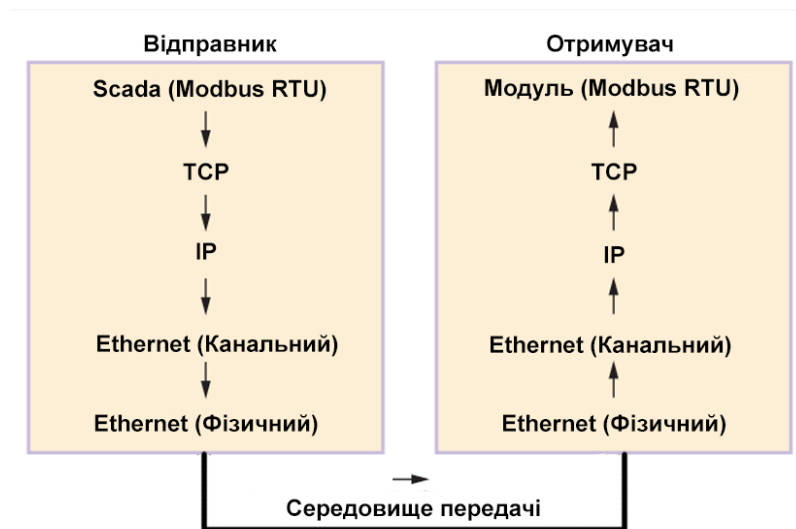 Відправник
Scada (Modbus RTU)
TCP
IP
Ethernet (Канальний)
Ethernet (Фізичний)
Отримувач
Модуль (Modbus RTU)
TCP
IP
Ethernet (Канальний)
Ethernet (Фізичний)
Середовище передачі